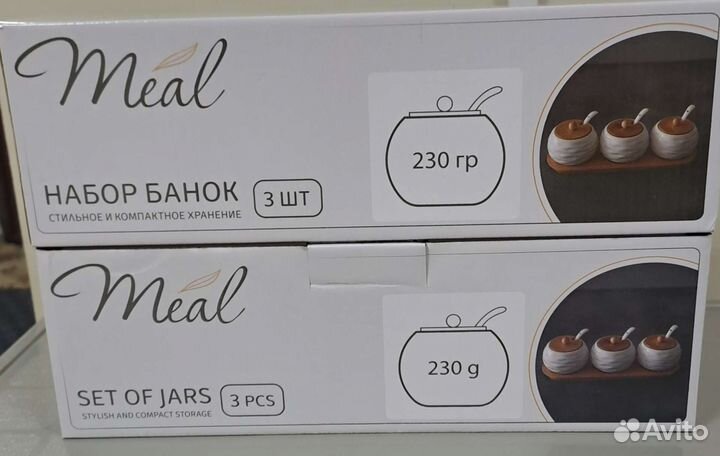 Meal
230 гр
НАБОР БАНОК 3 ШТ
СТИЛЬНОЕ И КОМПАКТНОЕ ХРАНЕНИЕ
Meal
230 g
SET OF JARS 3 PCS
STYLISH AND COMPACT STORAGE
Avito